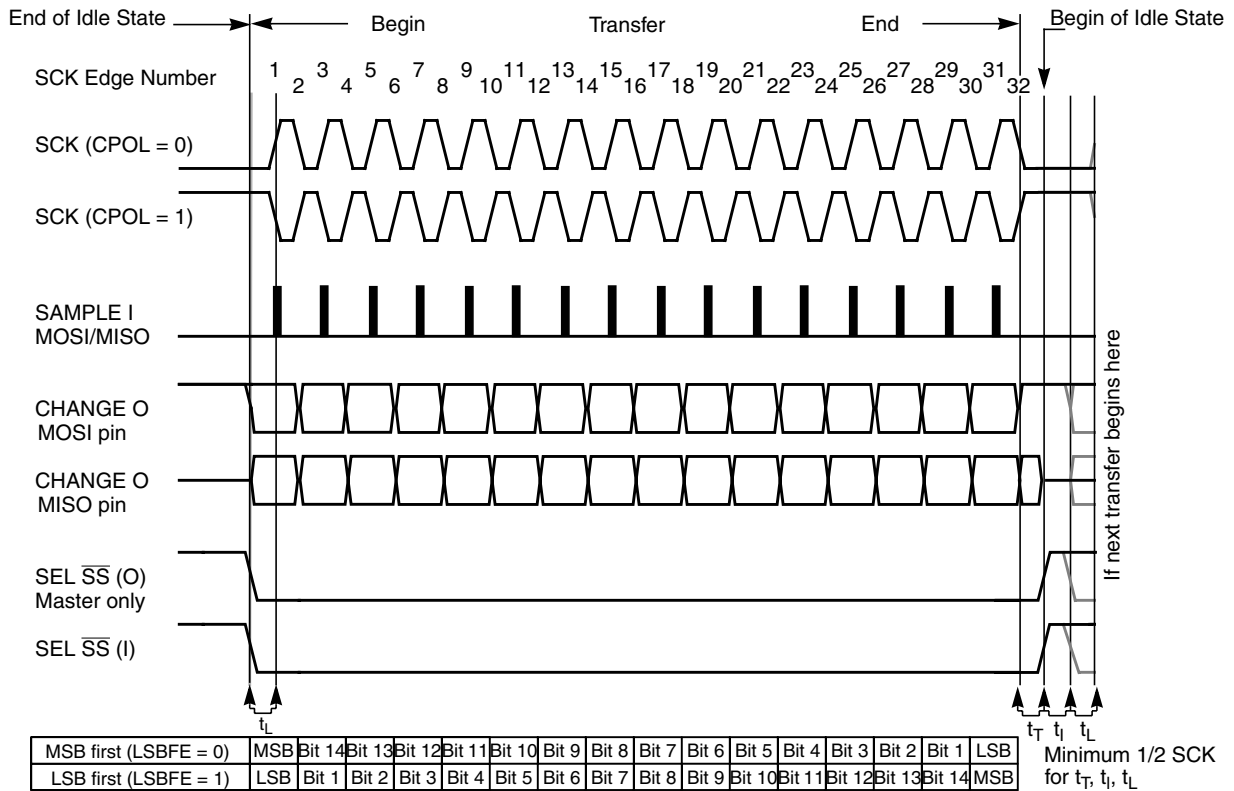 End of Idle State
Begin
Transfer
End
Begin of Idle State
SCK Edge Number
1 2 3 4 5 6 7 8 9 10 11 12 13 14 15 16 17 18 19 20 21 22 23 24 25 26 27 28 29 30 31 32
SCK (CPOL = 0)
SCK (CPOL = 1)
SAMPLE I
MOSI/MISO
CHANGE O
MOSI pin
CHANGE O
MISO pin
SEL SS (O)
Master only
SEL SS (I)
If next transfer begins here
tL
tT tI tL
MSB first (LSBFE = 0) MSB Bit 14 Bit 13 Bit 12 Bit 11 Bit 10 Bit 9 Bit 8 Bit 7 Bit 6 Bit 5 Bit 4 Bit 3 Bit 2 Bit 1 LSB
LSB first (LSBFE = 1) LSB Bit 1 Bit 2 Bit 3 Bit 4 Bit 5 Bit 6 Bit 7 Bit 8 Bit 9 Bit 10 Bit 11 Bit 12 Bit 13 Bit 14 MSB
Minimum 1/2 SCK
for tT, tI, tL